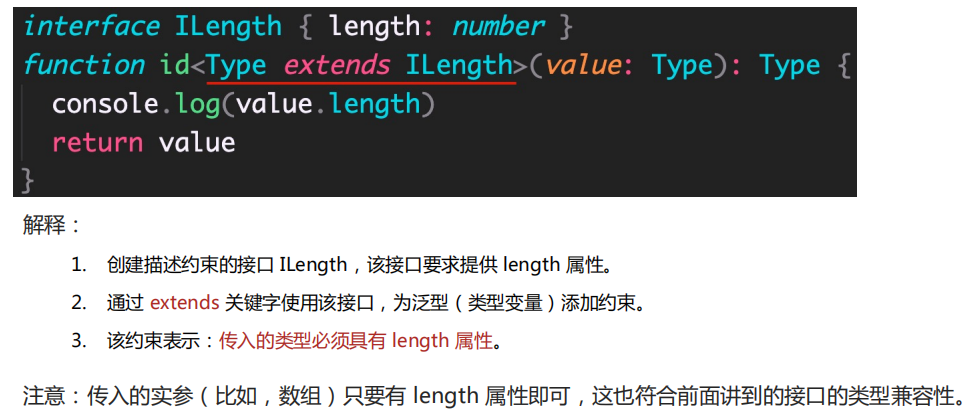 interface ILength { length: number }
function id<Type extends ILength>(value: Type): Type {
console.log(value.length)
return value
}
解释：
1. 创建描述约束的接口 ILength，该接口要求提供 length 属性。
2. 通过 extends 关键字使用该接口，为泛型（类型变量）添加约束。
3. 该约束表示：传入的类型必须具有 length 属性。
注意：传入的实参（比如，数组）只要有 length 属性即可，这也符合前面讲到的接口的类型兼容性。